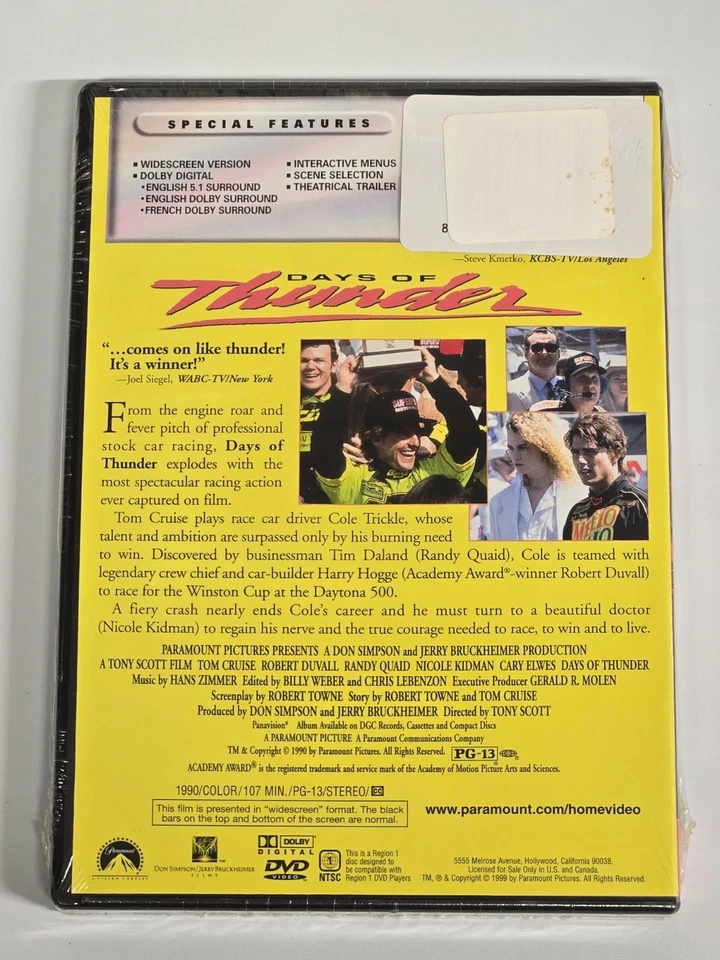 SPECIAL FEATURES
▪ WIDESCREEN VERSION
▪ DOLBY DIGITAL
•ENGLISH 5.1 SURROUND
•ENGLISH DOLBY SURROUND
•FRENCH DOLBY SURROUND
▪ INTERACTIVE MENUS
▪ SCENE SELECTION
▪ THEATRICAL TRAILER
8
—Steve Kmetko, KCBS-TV/Los Angeles
DAYS OF
Thunder
“...comes on like thunder!
It's a winner!”
—Joel Siegel, WABC-TV/New York
From the engine roar and
fever pitch of professional
stock car racing, Days of
Thunder explodes with the
most spectacular racing action
ever captured on film.
Tom Cruise plays race car driver Cole Trickle, whose
talent and ambition are surpassed only by his burning need
to win. Discovered by businessman Tim Daland (Randy Quaid), Cole is teamed with
legendary crew chief and car-builder Harry Hogge (Academy Award®-winner Robert Duvall)
to race for the Winston Cup at the Daytona 500.
A fiery crash nearly ends Cole's career and he must turn to a beautiful doctor
(Nicole Kidman) to regain his nerve and the true courage needed to race, to win and to live.
MELLO
PARAMOUNT PICTURES PRESENTS A DON SIMPSON and JERRY BRUCKHEIMER PRODUCTION
A TONY SCOTT FILM TOM CRUISE ROBERT DUVALL RANDY QUAID NICOLE KIDMAN CARY ELWES DAYS OF THUNDER
Music by HANS ZIMMER Edited by BILLY WEBER and CHRIS LEBENZON Executive Producer GERALD R. MOLEN
Screenplay by ROBERT TOWNE Story by ROBERT TOWNE and TOM CRUISE
Produced by DON SIMPSON and JERRY BRUCKHEIMER Directed by TONY SCOTT
Panavision® Album Available on DGC Records, Cassettes and Compact Discs
A PARAMOUNT PICTURE A Paramount Communications Company
TM & Copyright © 1990 by Paramount Pictures. All Rights Reserved. PG-13
ACADEMY AWARD® is the registered trademark and service mark of the Academy of Motion Picture Arts and Sciences.
1990/COLOR/107 MIN./PG-13/STEREO/CC
This film is presented in "widescreen" format. The black
bars on the top and bottom of the screen are normal.
www.paramount.com/homevideo
Paramount
DON SIMPSON/JERRY BRUCKHEIMER
FILMS
DOLBY
DIGITAL
DVD
VIDEO
1
NTSC
This is a Region 1
disc designed to
be compatible with
Region 1 DVD Players
5555 Melrose Avenue, Hollywood, California 90038.
Licensed for Sale Only in U.S. and Canada.
TM, ® & Copyright © 1999 by Paramount Pictures. All Rights Reserved.